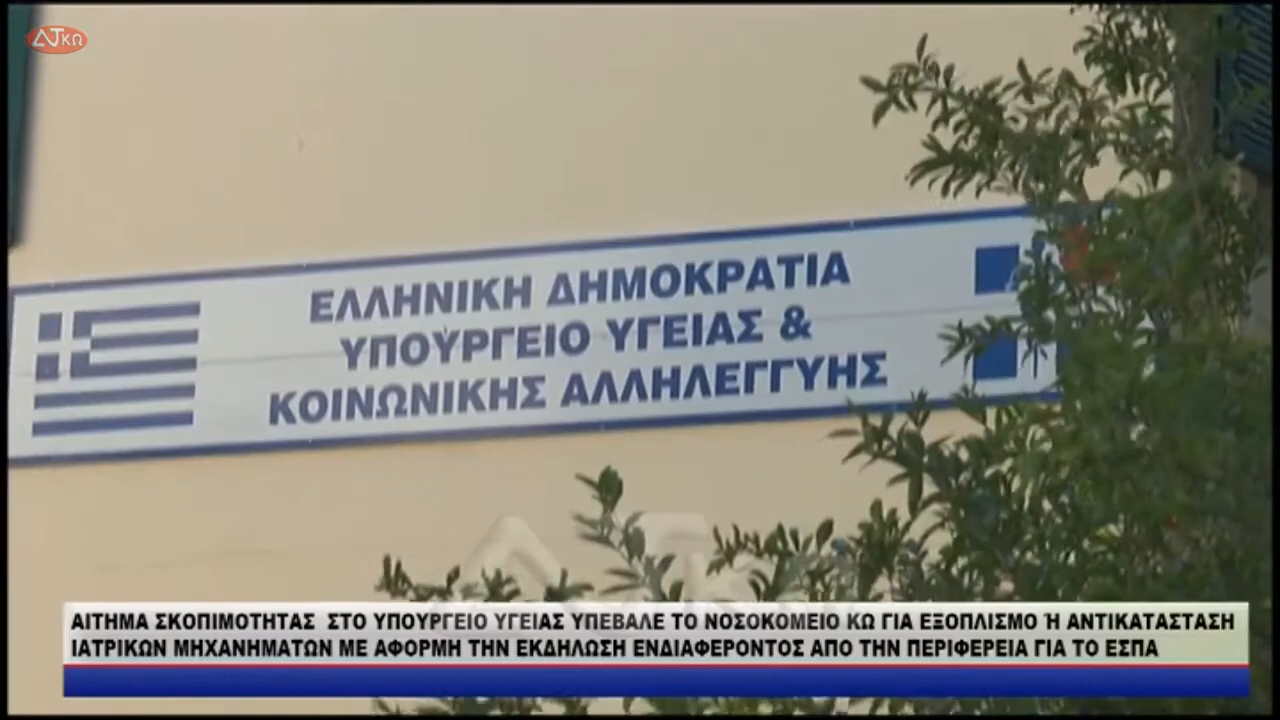 ΔΤΚΩ
ΕΛΛΗΝΙΚΗ ΔΗΜΟΚΡΑΤΙΑ
ΥΠΟΥΡΓΕΙΟ ΥΓΕΙΑΣ &
ΚΟΙΝΩΝΙΚΗΣ ΑΛΛΗΛΕΓΓΥΗΣ
ΑΙΤΗΜΑ ΣΚΟΠΙΜΟΤΗΤΑΣ ΣΤΟ ΥΠΟΥΡΓΕΙΟ ΥΓΕΙΑΣ ΥΠΕΒΑΛΕ ΤΟ ΝΟΣΟΚΟΜΕΙΟ ΚΩ ΓΙΑ ΕΞΟΠΛΙΣΜΟ Ή ΑΝΤΙΚΑΤΑΣΤΑΣΗ
ΙΑΤΡΙΚΩΝ ΜΗΧΑΝΗΜΑΤΩΝ ΜΕ ΑΦΟΡΜΗ ΤΗΝ ΕΚΔΗΛΩΣΗ ΕΝΔΙΑΦΕΡΟΝΤΟΣ ΑΠΟ ΤΗΝ ΠΕΡΙΦΕΡΕΙΑ ΓΙΑ ΤΟ ΕΣΠΑ